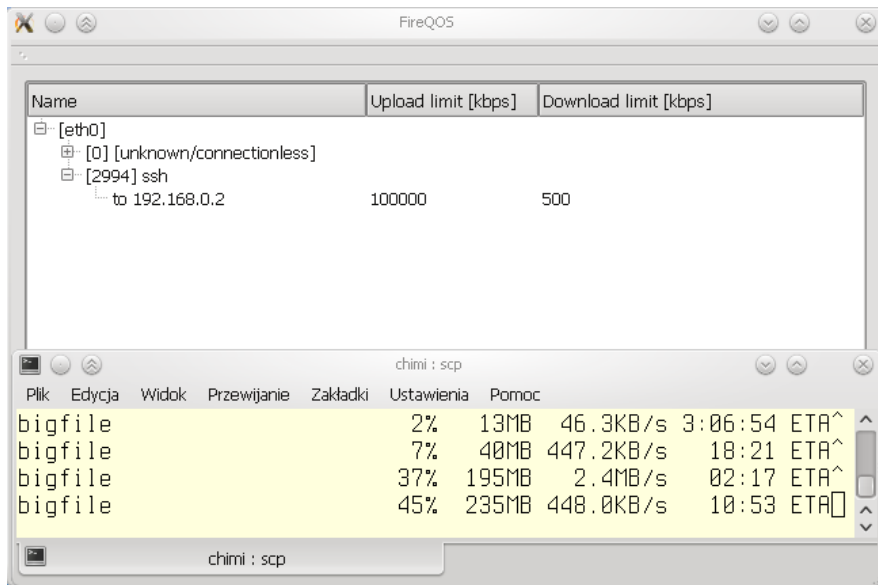 FireQOS
Name Upload limit [kbps] Download limit [kbps]
[eth0]
[0] [unknown/connectionless]
[2994] ssh
to 192.168.0.2 100000 500
chimi : scp
Plik Edycja Widok Przewijanie Zakładki Ustawienia Pomoc
bigfile 2% 13MB 46.3KB/s 3:06:54 ETA^
bigfile 7% 40MB 447.2KB/s 18:21 ETA^
bigfile 37% 195MB 2.4MB/s 02:17 ETA^
bigfile 45% 235MB 448.0KB/s 10:53 ETA
chimi : scp